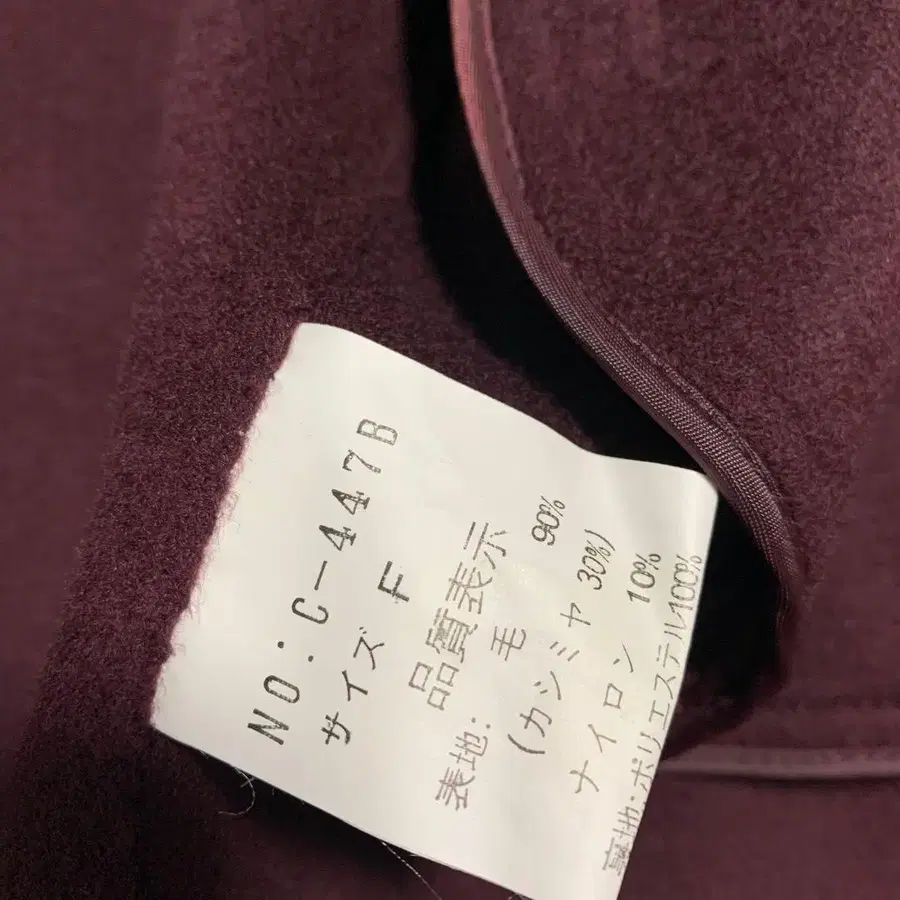 NO:C-447B
サイズ F
品質表示
表地: 毛 90%
(カシミヤ 30%)
ナイロン 10%
裏地:ポリエステル100%